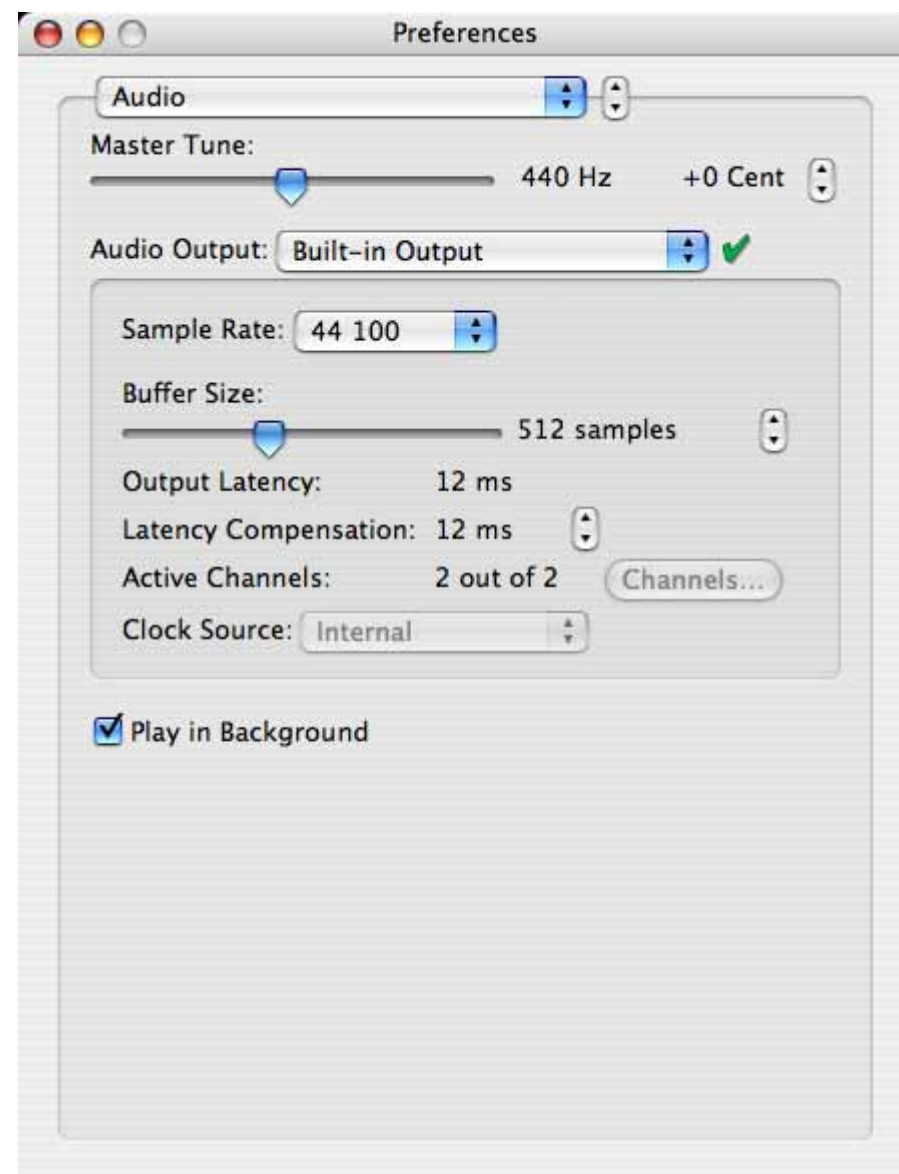 Preferences
Audio
Master Tune:
440 Hz +0 Cent
Audio Output: Built-in Output
Sample Rate: 44 100
Buffer Size:
512 samples
Output Latency: 12 ms
Latency Compensation: 12 ms
Active Channels: 2 out of 2 Channels...
Clock Source: Internal
Play in Background